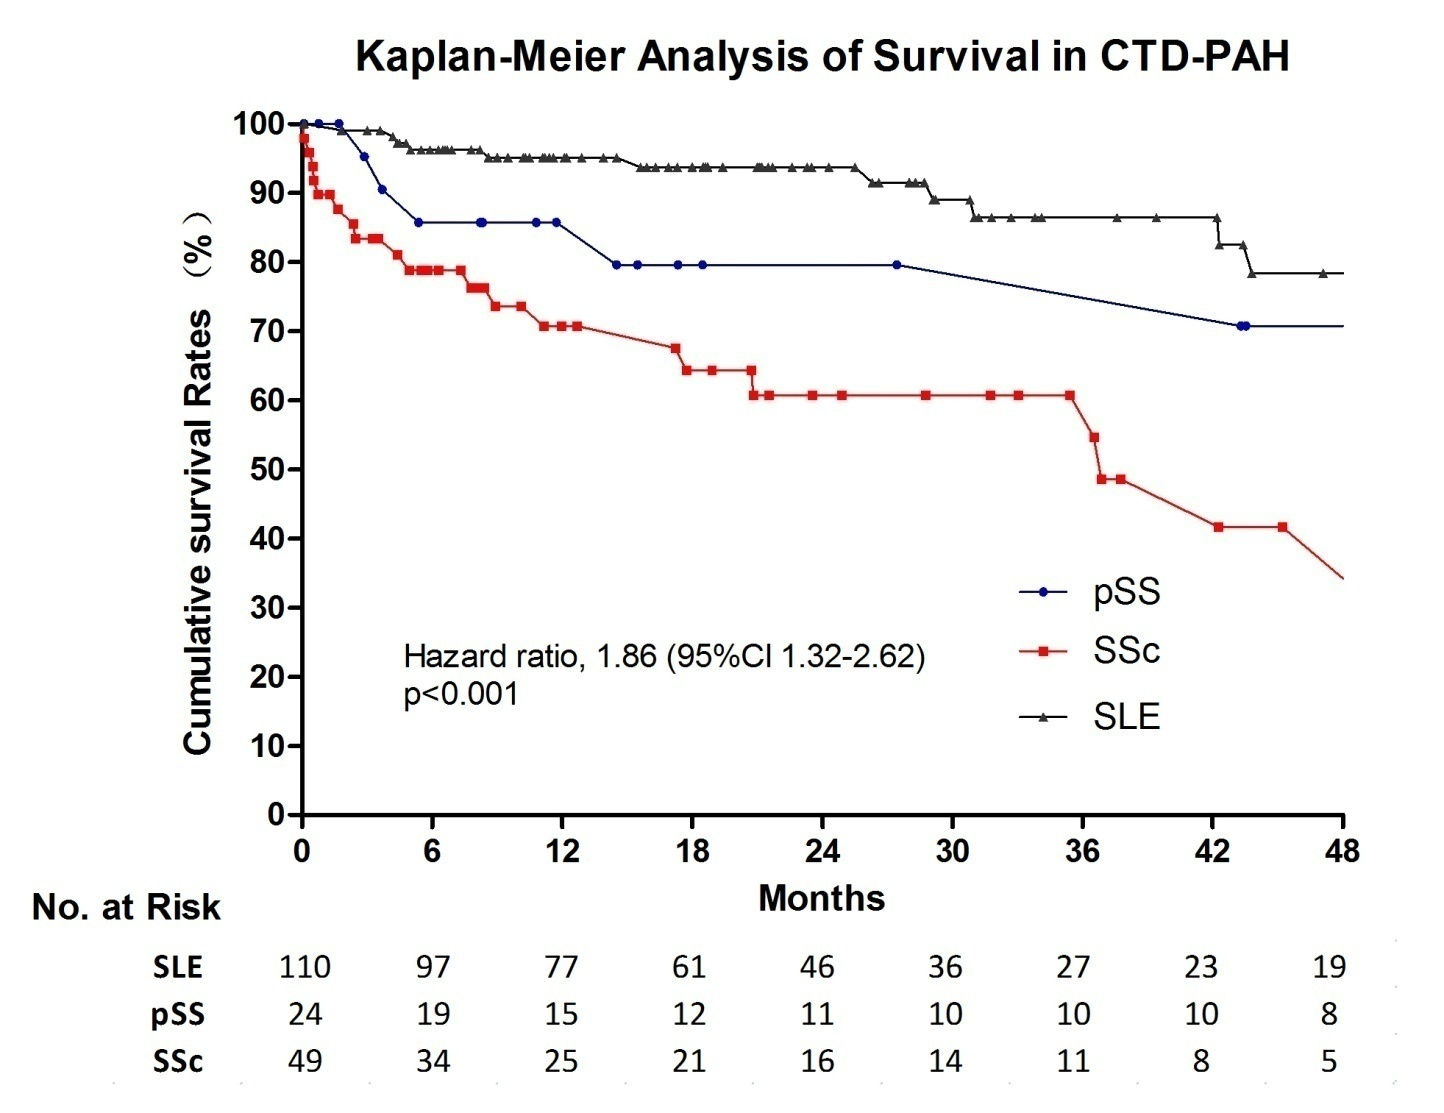 Kaplan-Meier Analysis of Survival in CTD-PAH
Cumulative survival Rates (%)
100
90
80
70
60
50
40
30
20
10
0
0 6 12 18 24 30 36 42 48
Months
pSS
SSc
SLE
Hazard ratio, 1.86 (95%CI 1.32-2.62)
p<0.001
No. at Risk
SLE 110 97 77 61 46 36 27 23 19
pSS 24 19 15 12 11 10 10 10 8
SSc 49 34 25 21 16 14 11 8 5